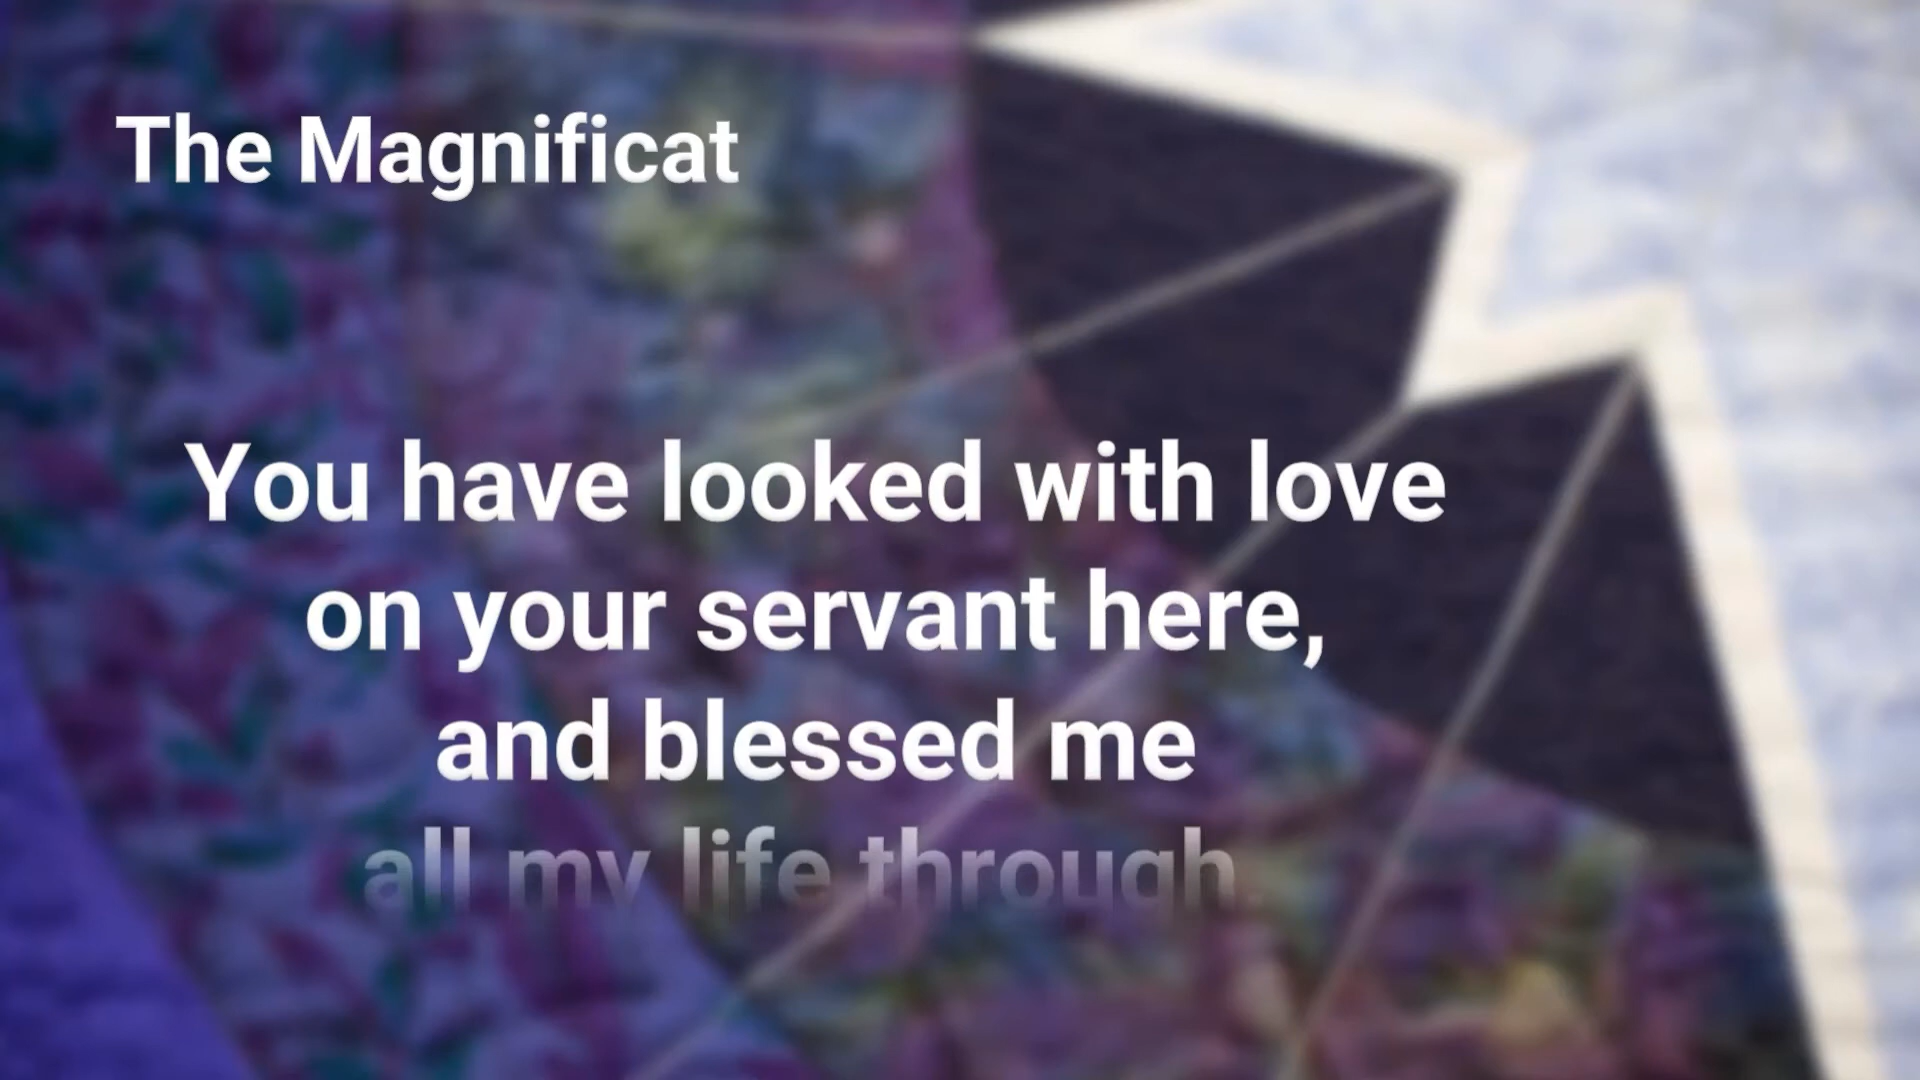 The Magnificat
You have looked with love
on your servant here,
and blessed me
all my life through.